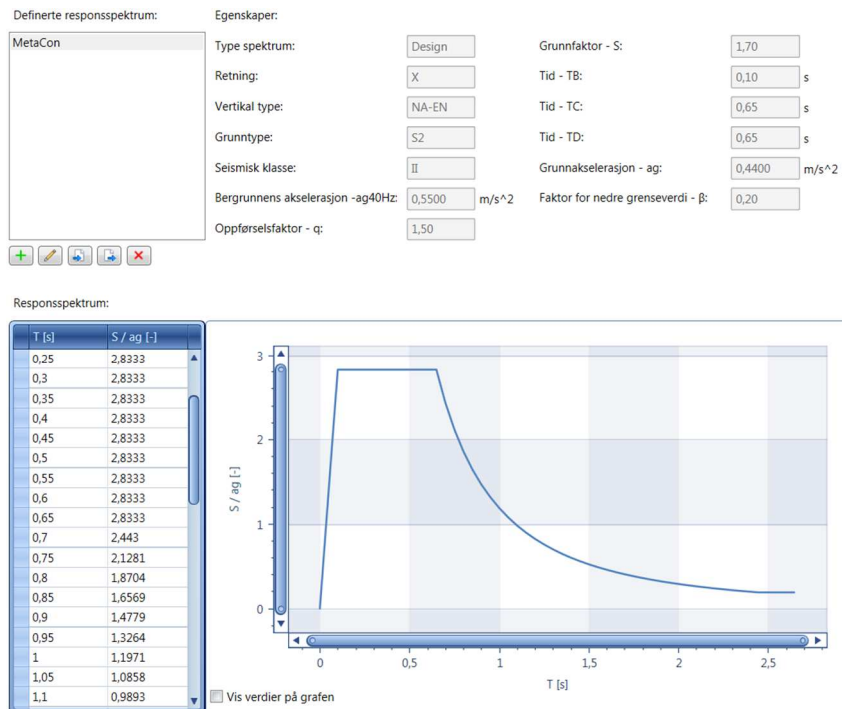 Definerte responsspektrum:
Egenskaper:
MetaCon
Type spektrum: Design Grunnfaktor - S: 1,70
Retning: X Tid - TB: 0,10 s
Vertikal type: NA-EN Tid - TC: 0,65 s
Grunntype: S2 Tid - TD: 0,65 s
Seismisk klasse: II Grunnakselerasjon - ag: 0,4400 m/s^2
Bergrunnens akselerasjon -ag40Hz: 0,5500 m/s^2 Faktor for nedre grenseverdi - β: 0,20
Oppførselsfaktor - q: 1,50
Responsspektrum:
T [s] S / ag [-]
0,25 2,8333
0,3 2,8333
0,35 2,8333
0,4 2,8333
0,45 2,8333
0,5 2,8333
0,55 2,8333
0,6 2,8333
0,65 2,8333
0,7 2,443
0,75 2,1281
0,8 1,8704
0,85 1,6569
0,9 1,4779
0,95 1,3264
1 1,1971
1,05 1,0858
1,1 0,9893
S / ag [-]
3
2
1
0
0 0,5 1 1,5 2 2,5
T [s]
Vis verdier på grafen